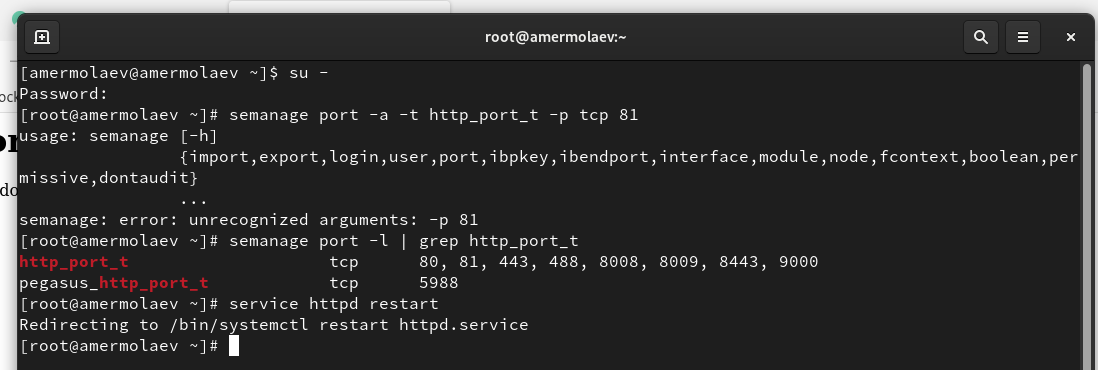 root@amermolaev:~
[amermolaev@amermolaev ~]$ su -
Password:
[root@amermolaev ~]# semanage port -a -t http_port_t -p tcp 81
usage: semanage [-h]
{import,export,login,user,port,ibpkey,ibendport,interface,module,node,fcontext,boolean,per
missive,dontaudit}
...
semanage: error: unrecognized arguments: -p 81
[root@amermolaev ~]# semanage port -l | grep http_port_t
http_port_t tcp 80, 81, 443, 488, 8008, 8009, 8443, 9000
pegasus_http_port_t tcp 5988
[root@amermolaev ~]# service httpd restart
Redirecting to /bin/systemctl restart httpd.service
[root@amermolaev ~]#